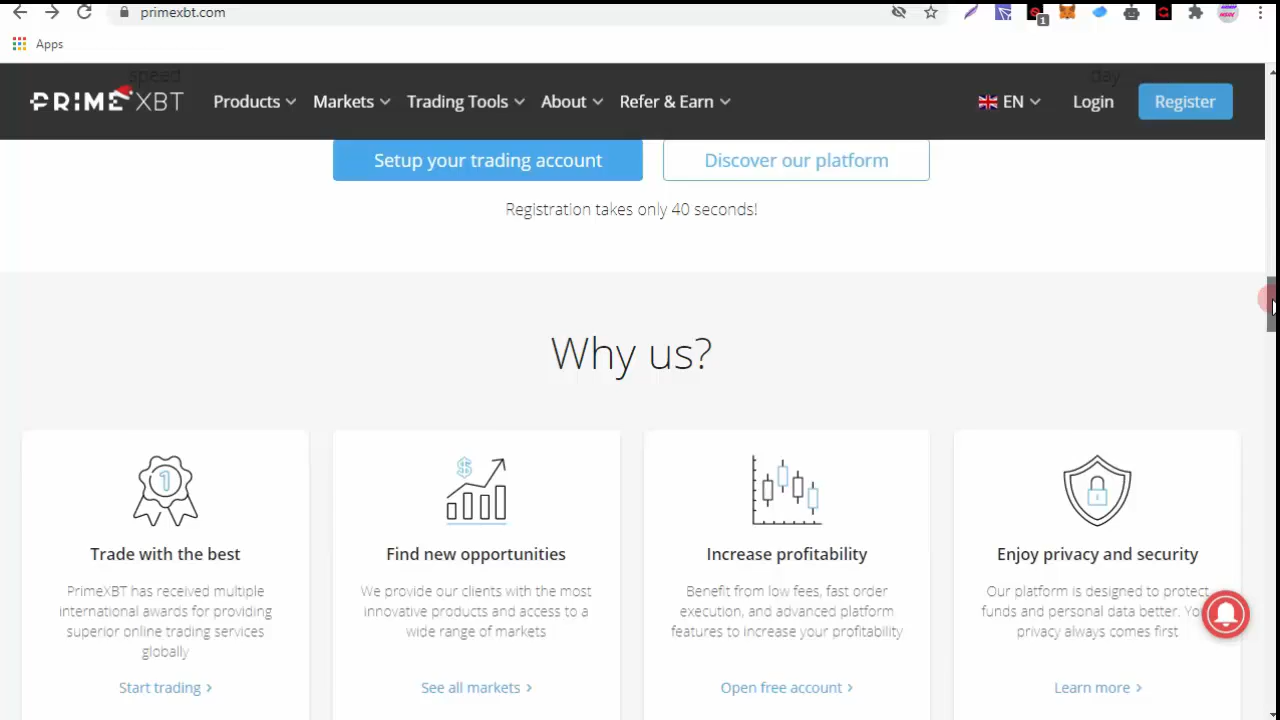 primexbt.com
1
Apps
speed
day
PRIME XBT
Products
Markets
Trading Tools
About
Refer & Earn
EN
Login
Register
Setup your trading account
Discover our platform
Registration takes only 40 seconds!
Why us?
1
Trade with the best
PrimeXBT has received multiple
international awards for providing
superior online trading services
globally
Start trading >
$
Find new opportunities
We provide our clients with the most
innovative products and access to a
wide range of markets
See all markets >
Increase profitability
Benefit from low fees, fast order
execution, and advanced platform
features to increase your profitability
Open free account >
Enjoy privacy and security
Our platform is designed to protect
funds and personal data better.
privacy always comes first
Learn more >